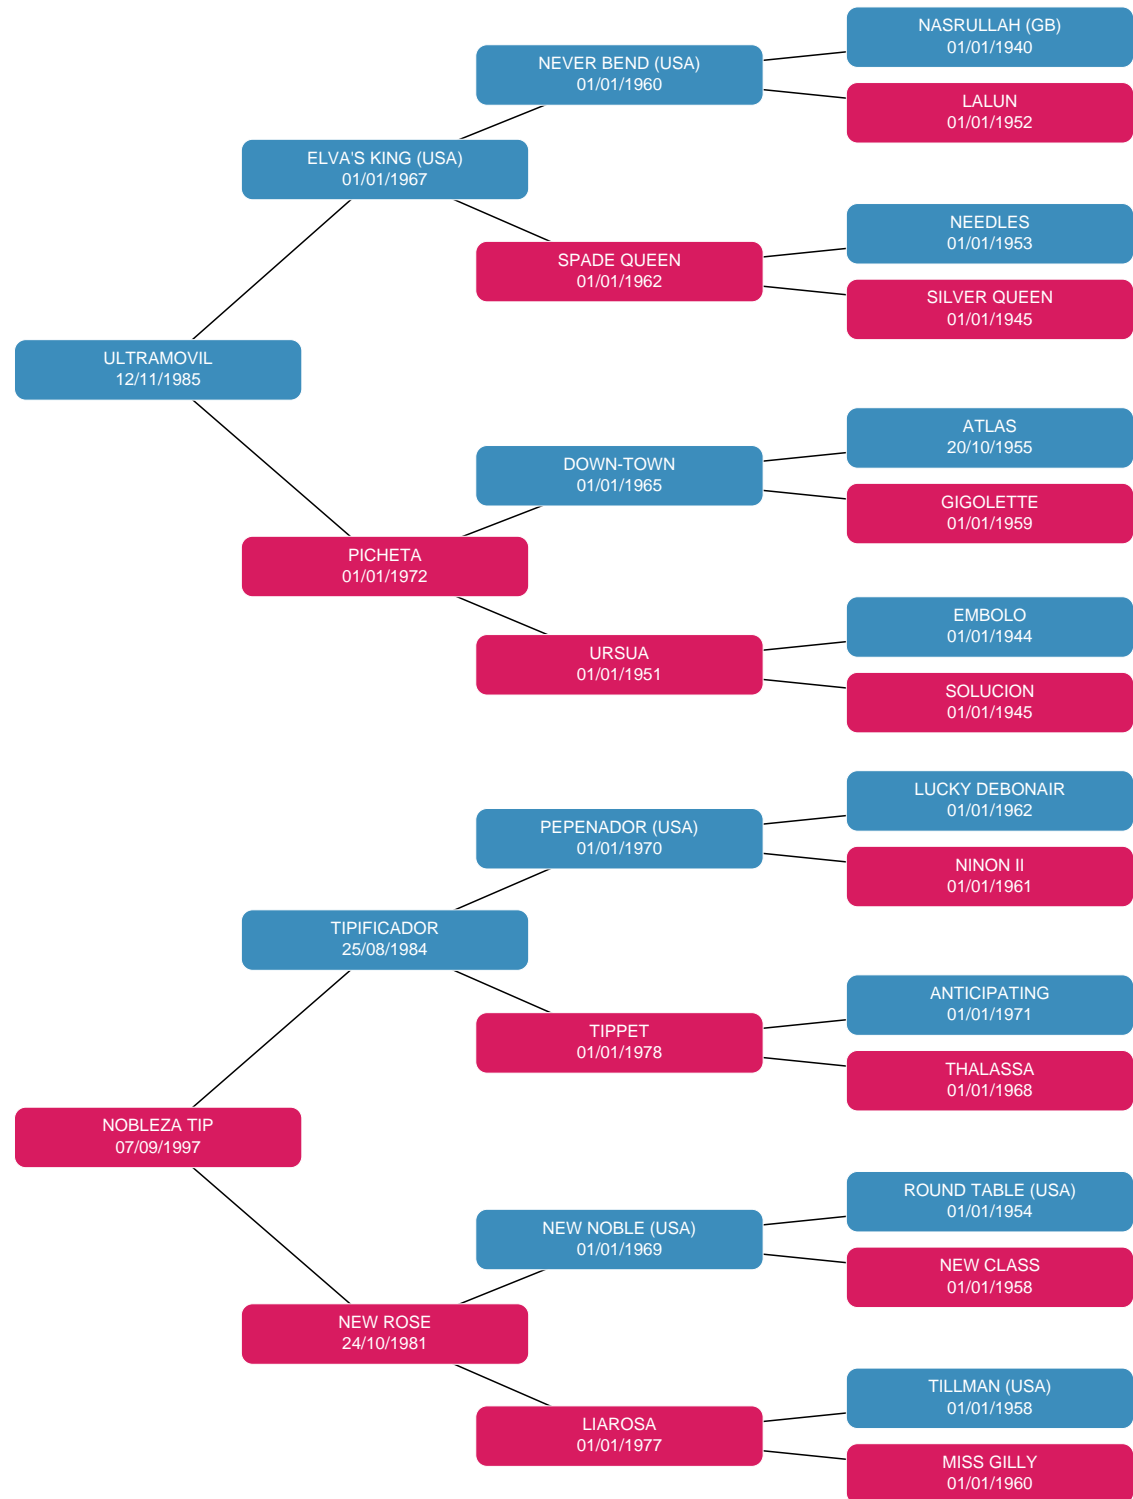 NASRULLAH (GB)
01/01/1940
NEVER BEND (USA)
01/01/1960
LALUN
01/01/1952
ELVA'S KING (USA)
01/01/1967
NEEDLES
01/01/1953
SPADE QUEEN
01/01/1962
SILVER QUEEN
01/01/1945
ULTRAMOVIL
12/11/1985
ATLAS
20/10/1955
DOWN-TOWN
01/01/1965
GIGOLETTE
01/01/1959
PICHETA
01/01/1972
EMBOLO
01/01/1944
URSUA
01/01/1951
SOLUCION
01/01/1945
LUCKY DEBONAIR
01/01/1962
PEPENADOR (USA)
01/01/1970
NINON II
01/01/1961
TIPIFICADOR
25/08/1984
ANTICIPATING
01/01/1971
TIPPET
01/01/1978
THALASSA
01/01/1968
NOBLEZA TIP
07/09/1997
ROUND TABLE (USA)
01/01/1954
NEW NOBLE (USA)
01/01/1969
NEW CLASS
01/01/1958
NEW ROSE
24/10/1981
TILLMAN (USA)
01/01/1958
LIAROSA
01/01/1977
MISS GILLY
01/01/1960